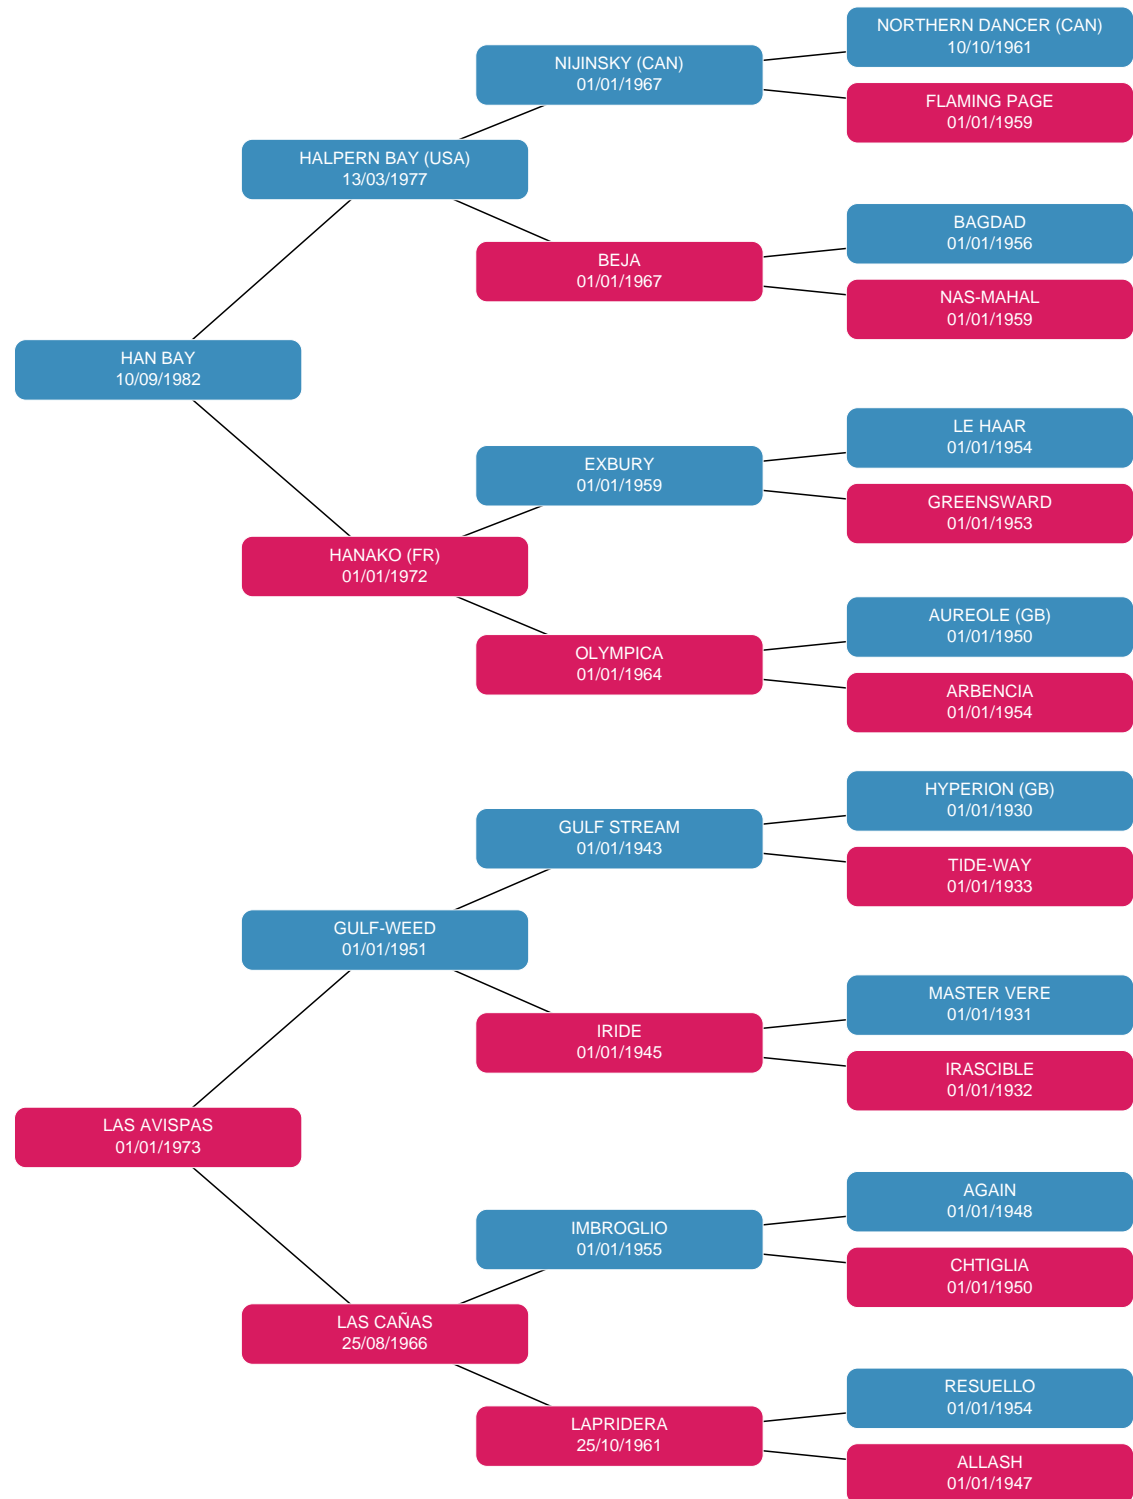 NORTHERN DANCER (CAN)
10/10/1961
NIJINSKY (CAN)
01/01/1967
FLAMING PAGE
01/01/1959
HALPERN BAY (USA)
13/03/1977
BAGDAD
01/01/1956
BEJA
01/01/1967
NAS-MAHAL
01/01/1959
HAN BAY
10/09/1982
LE HAAR
01/01/1954
EXBURY
01/01/1959
GREENSWARD
01/01/1953
HANAKO (FR)
01/01/1972
AUREOLE (GB)
01/01/1950
OLYMPICA
01/01/1964
ARBENCIA
01/01/1954
HYPERION (GB)
01/01/1930
GULF STREAM
01/01/1943
TIDE-WAY
01/01/1933
GULF-WEED
01/01/1951
MASTER VERE
01/01/1931
IRIDE
01/01/1945
IRASCIBLE
01/01/1932
LAS AVISPAS
01/01/1973
AGAIN
01/01/1948
IMBROGLIO
01/01/1955
CHTIGLIA
01/01/1950
LAS CAÑAS
25/08/1966
RESUELLO
01/01/1954
LAPRIDERA
25/10/1961
ALLASH
01/01/1947